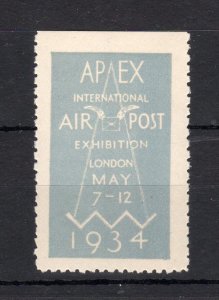 APEX
INTERNATIONAL
AIR POST
EXHIBITION
LONDON
MAY
7-12
1934